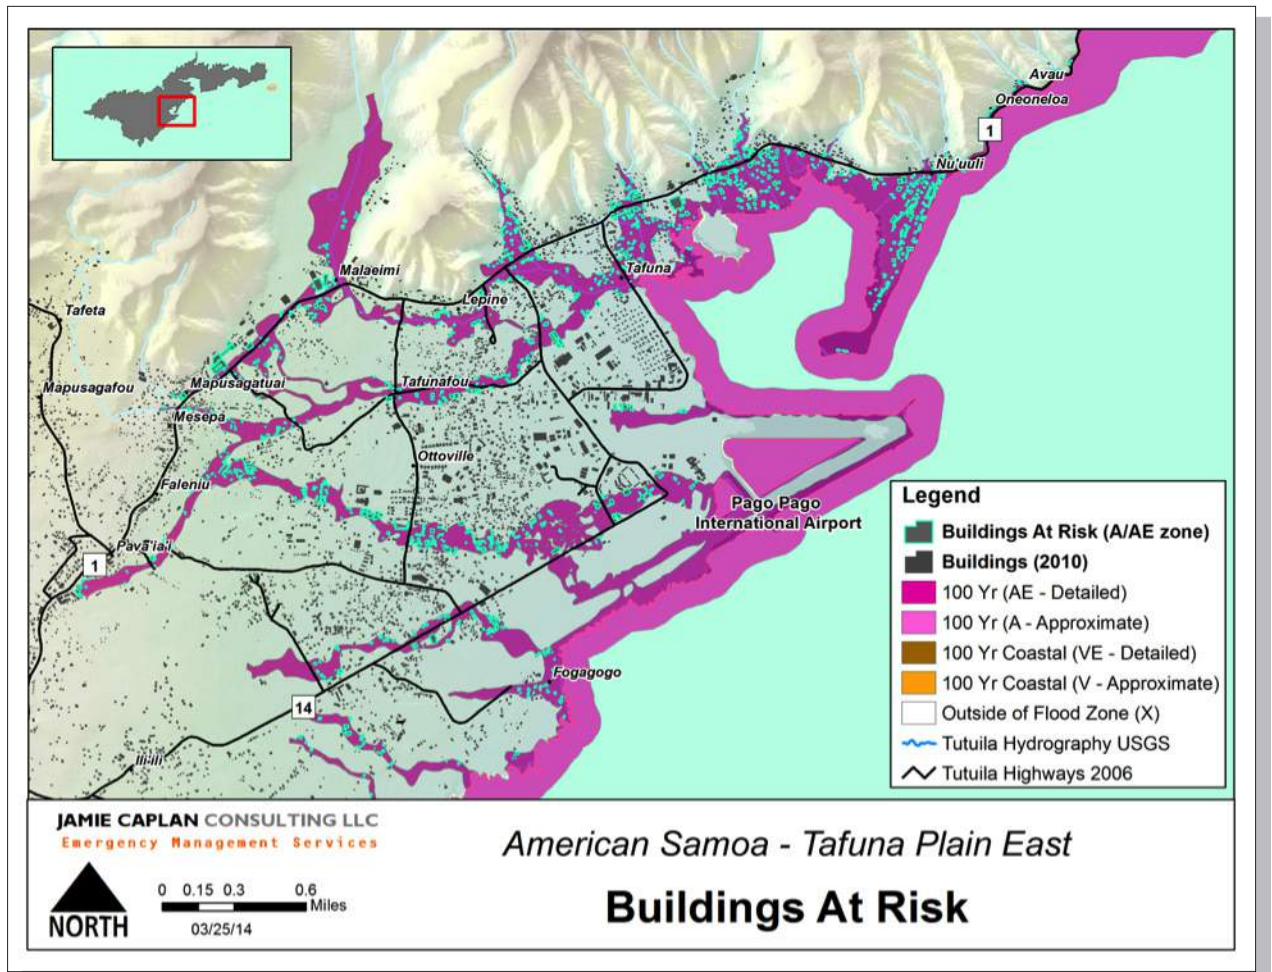 Avau
Oneoneloa
1
Nu'uuli
Malaeimi
Tafuna
Lepine
Tafeta
Mapusagafou
Mapusagatuai
Tafunafou
Mesepa
Ottoville
Faleniu
Pago Pago
International Airport
Pava'ia'i
1
Fogagogo
14
Ili-ili
Legend
Buildings At Risk (A/AE zone)
Buildings (2010)
100 Yr (AE - Detailed)
100 Yr (A - Approximate)
100 Yr Coastal (VE - Detailed)
100 Yr Coastal (V - Approximate)
Outside of Flood Zone (X)
Tutuila Hydrography USGS
Tutuila Highways 2006
JAMIE CAPLAN CONSULTING LLC
Emergency Management Services
NORTH
0 0.15 0.3 0.6
Miles
03/25/14
American Samoa - Tafuna Plain East
Buildings At Risk